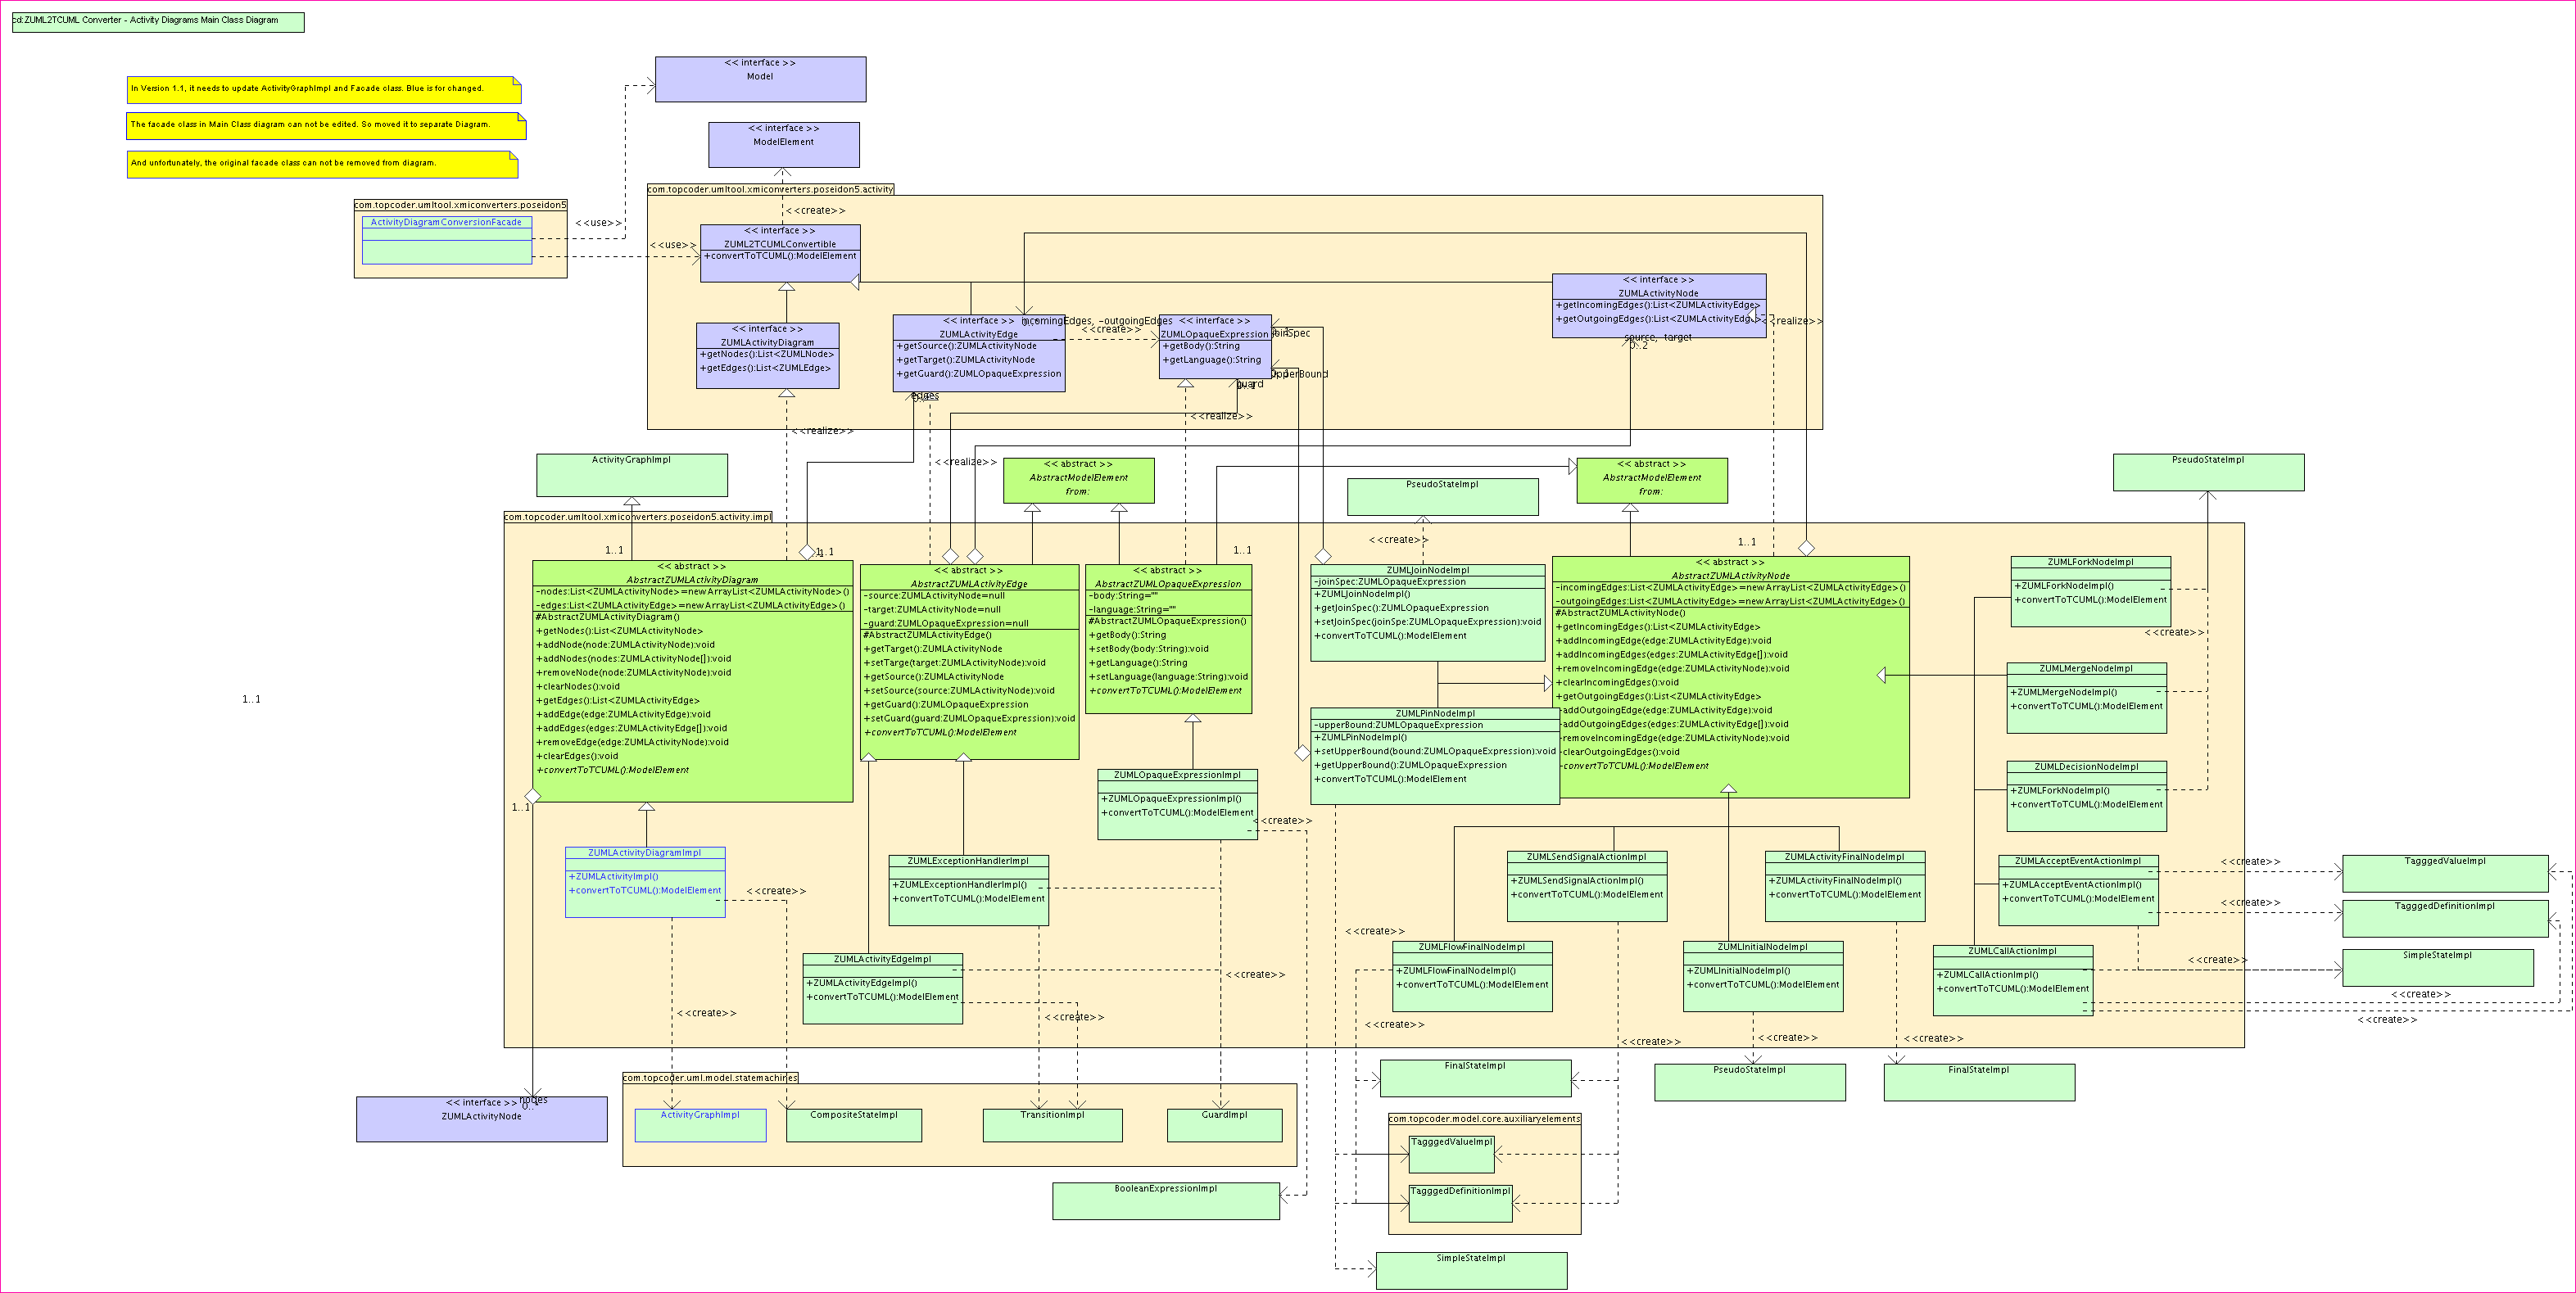 cd:ZUML2TCUML Converter - Activity Diagrams Main Class Diagram
In Version 1.1, it needs to update ActivityGraphImpl and Facade class. Blue is for changed.
The facade class in Main Class diagram can not be edited. So moved it to separate Diagram.
And unfortunately, the original facade class can not be removed from diagram.
<< interface >>
Model
<< interface >>
ModelElement
com.topcoder.umltool.xmiconverters.poseidon5
ActivityDiagramConversionFacade
<<use>>
<<use>>
com.topcoder.umltool.xmiconverters.poseidon5.activity
<<create>>
<< interface >>
ZUML2TCUMLConvertible
+convertToTCUML():ModelElement
<< interface >>
ZUMLActivityDiagram
+getNodes():List<ZUMLNode>
+getEdges():List<ZUMLEdge>
<<realize>>
<< interface >>
ZUMLActivityEdge
+getSource():ZUMLActivityNode
+getTarget():ZUMLActivityNode
+getGuard():ZUMLOpaqueExpression
incomingEdges, -outgoingEdges
<<create>>
edges
<<realize>>
<< interface >>
ZUMLOpaqueExpression
+getBody():String
+getLanguage():String
joinSpec
upperBound
guard
<<realize>>
<< interface >>
ZUMLActivityNode
+getIncomingEdges():List<ZUMLActivityEdge>
+getOutgoingEdges():List<ZUMLActivityEdge>
<<realize>>
source, target
0..2
ActivityGraphImpl
<< abstract >>
AbstractModelElement
from:
PseudoStateImpl
<<create>>
<< abstract >>
AbstractModelElement
from:
PseudoStateImpl
com.topcoder.umltool.xmiconverters.poseidon5.activity.impl
1..1
1..1
1..1
1..1
1..1
1..1
<< abstract >>
AbstractZUMLActivityDiagram
-nodes:List<ZUMLActivityNode>=new ArrayList<ZUMLActivityNode>()
-edges:List<ZUMLActivityEdge>=new ArrayList<ZUMLActivityEdge>()
#AbstractZUMLActivityDiagram()
+getNodes():List<ZUMLActivityNode>
+addNode(node:ZUMLActivityNode):void
+addNodes(nodes:ZUMLActivityNode[]):void
+removeNode(node:ZUMLActivityNode):void
+clearNodes():void
+getEdges():List<ZUMLActivityEdge>
+addEdge(edge:ZUMLActivityEdge):void
+addEdges(edges:ZUMLActivityEdge[]):void
+removeEdge(edge:ZUMLActivityNode):void
+clearEdges():void
+convertToTCUML():ModelElement
<< abstract >>
AbstractZUMLActivityEdge
-source:ZUMLActivityNode=null
-target:ZUMLActivityNode=null
-guard:ZUMLOpaqueExpression=null
#AbstractZUMLActivityEdge()
+getTarget():ZUMLActivityNode
+setTarge(target:ZUMLActivityNode):void
+getSource():ZUMLActivityNode
+setSource(source:ZUMLActivityNode):void
+getGuard():ZUMLOpaqueExpression
+setGuard(guard:ZUMLOpaqueExpression):void
+convertToTCUML():ModelElement
<< abstract >>
AbstractZUMLOpaqueExpression
-body:String=""
-language:String=""
#AbstractZUMLOpaqueExpression()
+getBody():String
+setBody(body:String):void
+getLanguage():String
+setLanguage(language:String):void
+convertToTCUML():ModelElement
ZUMLJoinNodeImpl
-joinSpec:ZUMLOpaqueExpression
+ZUMLJoinNodeImpl()
+getJoinSpec():ZUMLOpaqueExpression
+setJoinSpec(joinSpe:ZUMLOpaqueExpression):void
+convertToTCUML():ModelElement
ZUMLPinNodeImpl
-upperBound:ZUMLOpaqueExpression
+ZUMLPinNodeImpl()
+setUpperBound(bound:ZUMLOpaqueExpression):void
+getUpperBound():ZUMLOpaqueExpression
+convertToTCUML():ModelElement
<< abstract >>
AbstractZUMLActivityNode
-incomingEdges:List<ZUMLActivityEdge>=new ArrayList<ZUMLActivityEdge>()
-outgoingEdges:List<ZUMLActivityEdge>=new ArrayList<ZUMLActivityEdge>()
#AbstractZUMLActivityNode()
+getIncomingEdges():List<ZUMLActivityEdge>
+addIncomingEdge(edge:ZUMLActivityEdge):void
+addIncomingEdges(edges:ZUMLActivityEdge[]):void
+removeIncomingEdge(edge:ZUMLActivityNode):void
+clearIncomingEdges():void
+getOutgoingEdges():List<ZUMLActivityEdge>
+addOutgoingEdge(edge:ZUMLActivityEdge):void
+addOutgoingEdges(edges:ZUMLActivityEdge[]):void
+removeIncomingEdge(edge:ZUMLActivityNode):void
+clearOutgoingEdges():void
+convertToTCUML():ModelElement
ZUMLForkNodeImpl
+ZUMLForkNodeImpl()
+convertToTCUML():ModelElement
<<create>>
ZUMLMergeNodeImpl
+ZUMLMergeNodeImpl()
+convertToTCUML():ModelElement
ZUMLDecisionNodeImpl
+ZUMLForkNodeImpl()
+convertToTCUML():ModelElement
ZUMLAcceptEventActionImpl
+ZUMLAcceptEventActionImpl()
+convertToTCUML():ModelElement
ZUMLCallActionImpl
+ZUMLCallActionImpl()
+convertToTCUML():ModelElement
<<create>>
<<create>>
<<create>>
<<create>>
<<create>>
TagggedValueImpl
TagggedDefinitionImpl
SimpleStateImpl
ZUMLActivityDiagramImpl
+ZUMLActivityImpl()
+convertToTCUML():ModelElement
<<create>>
<<create>>
ZUMLExceptionHandlerImpl
+ZUMLExceptionHandlerImpl()
+convertToTCUML():ModelElement
ZUMLActivityEdgeImpl
+ZUMLActivityEdgeImpl()
+convertToTCUML():ModelElement
<<create>>
<<create>>
ZUMLOpaqueExpressionImpl
+ZUMLOpaqueExpressionImpl()
+convertToTCUML():ModelElement
<<create>>
ZUMLSendSignalActionImpl
+ZUMLSendSignalActionImpl()
+convertToTCUML():ModelElement
ZUMLActivityFinalNodeImpl
+ZUMLActivityFinalNodeImpl()
+convertToTCUML():ModelElement
ZUMLFlowFinalNodeImpl
+ZUMLFlowFinalNodeImpl()
+convertToTCUML():ModelElement
ZUMLInitialNodeImpl
+ZUMLInitialNodeImpl()
+convertToTCUML():ModelElement
<<create>>
<<create>>
<<create>>
<<create>>
<<create>>
<< interface >>
ZUMLActivityNode
nodes
0..*
com.topcoder.uml.model.statemachines
ActivityGraphImpl
CompositeStateImpl
TransitionImpl
GuardImpl
BooleanExpressionImpl
FinalStateImpl
PseudoStateImpl
FinalStateImpl
com.topcoder.model.core.auxiliaryelements
TagggedValueImpl
TagggedDefinitionImpl
SimpleStateImpl